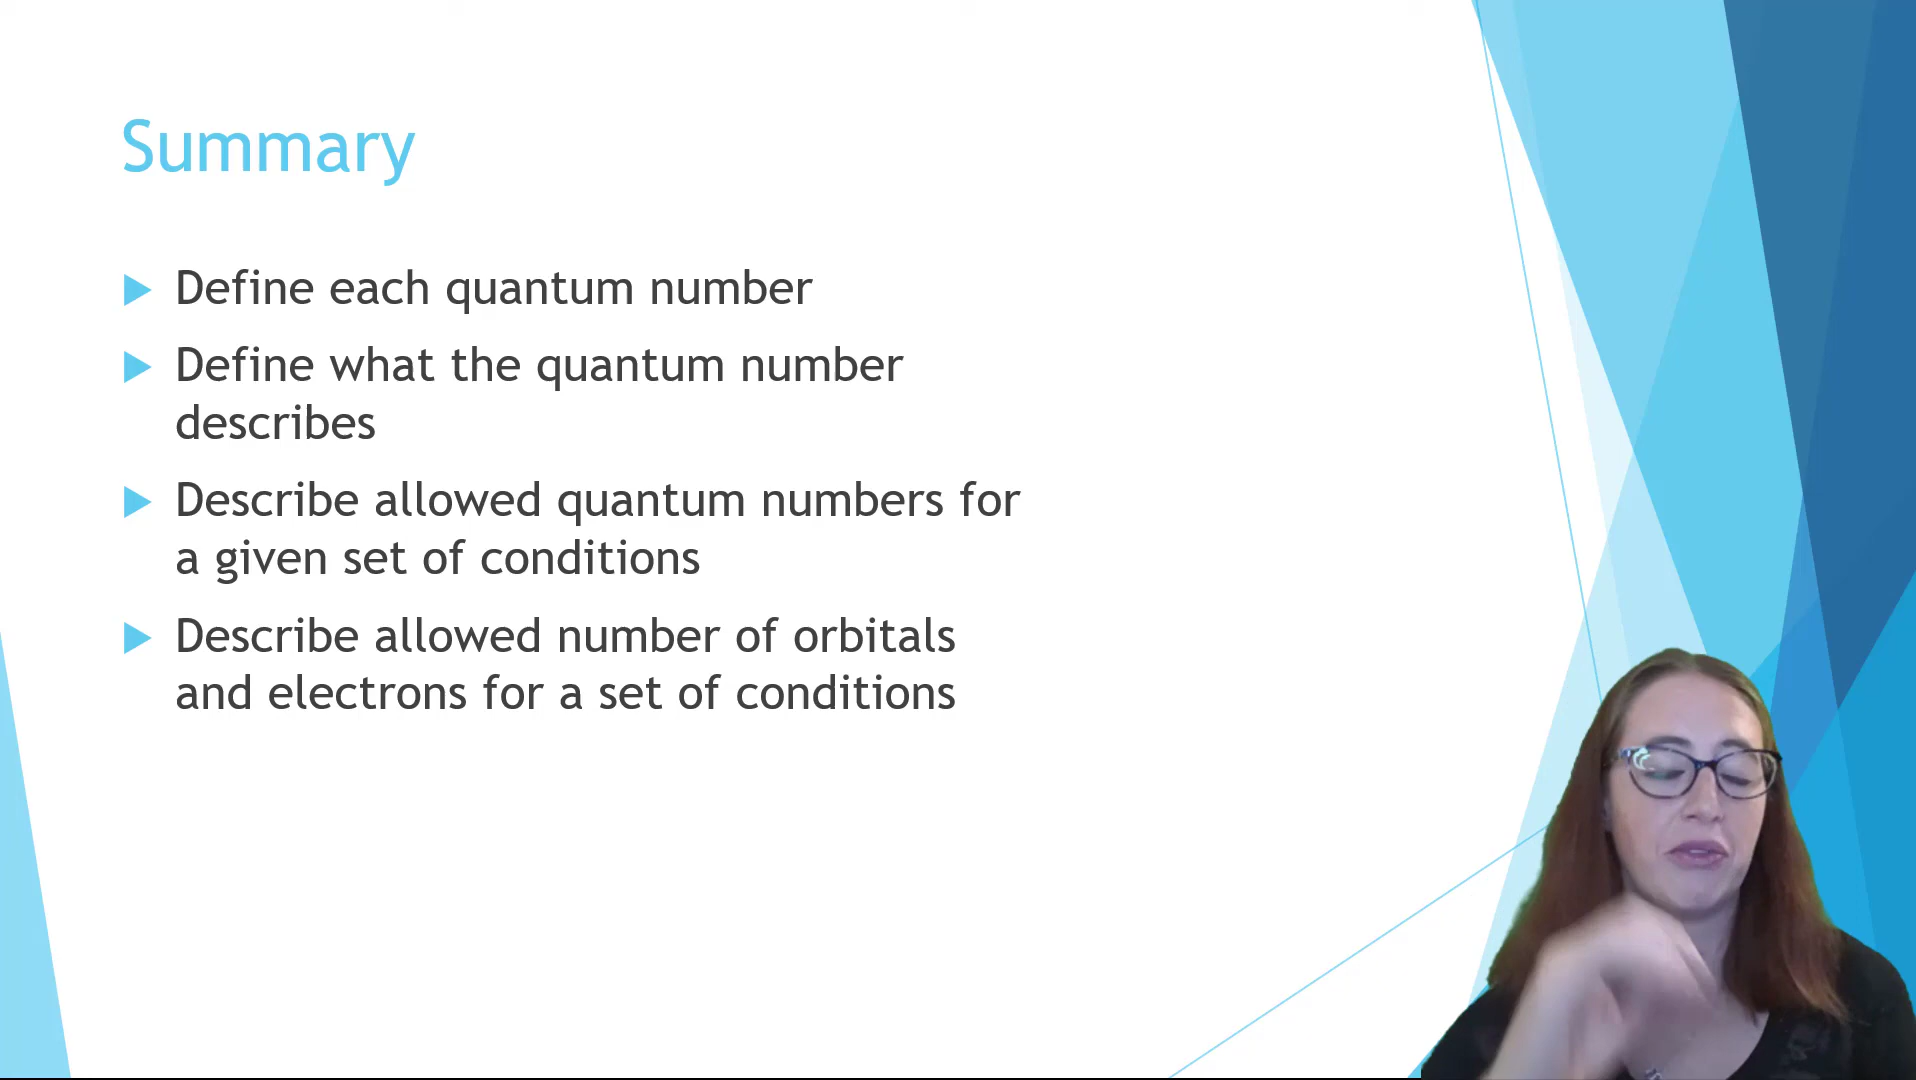 Summary
Define each quantum number
Define what the quantum number
describes
Describe allowed quantum numbers for
a given set of conditions
Describe allowed number of orbitals
and electrons for a set of conditions